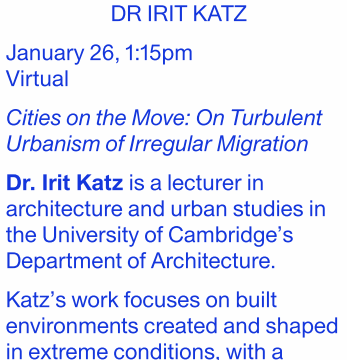 DR IRIT KATZ
January 26, 1:15pm
Virtual
Cities on the Move: On Turbulent
Urbanism of Irregular Migration
Dr. Irit Katz is a lecturer in
architecture and urban studies in
the University of Cambridge’s
Department of Architecture.
Katz’s work focuses on built
environments created and shaped
in extreme conditions, with a